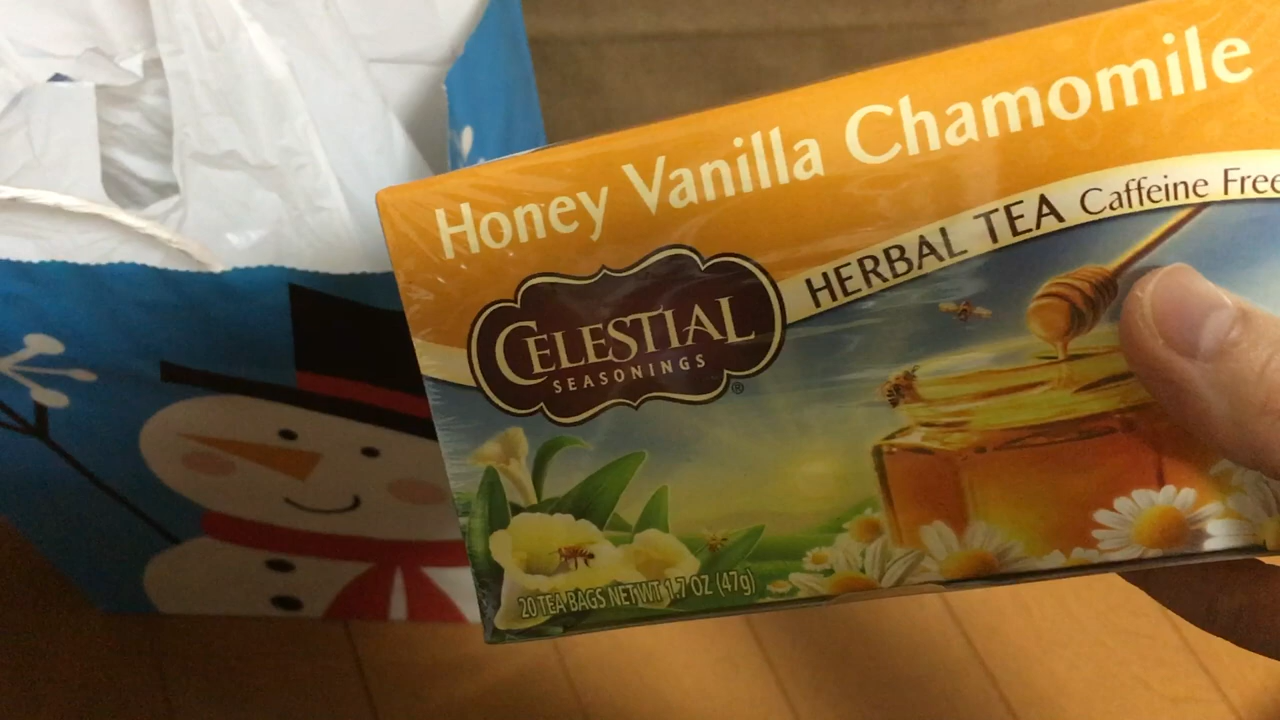 Honey Vanilla Chamomile
HERBAL TEA Caffeine Free
CELESTIAL
SEASONINGS
®
20 TEA BAGS NET WT 1.7 OZ (47g)